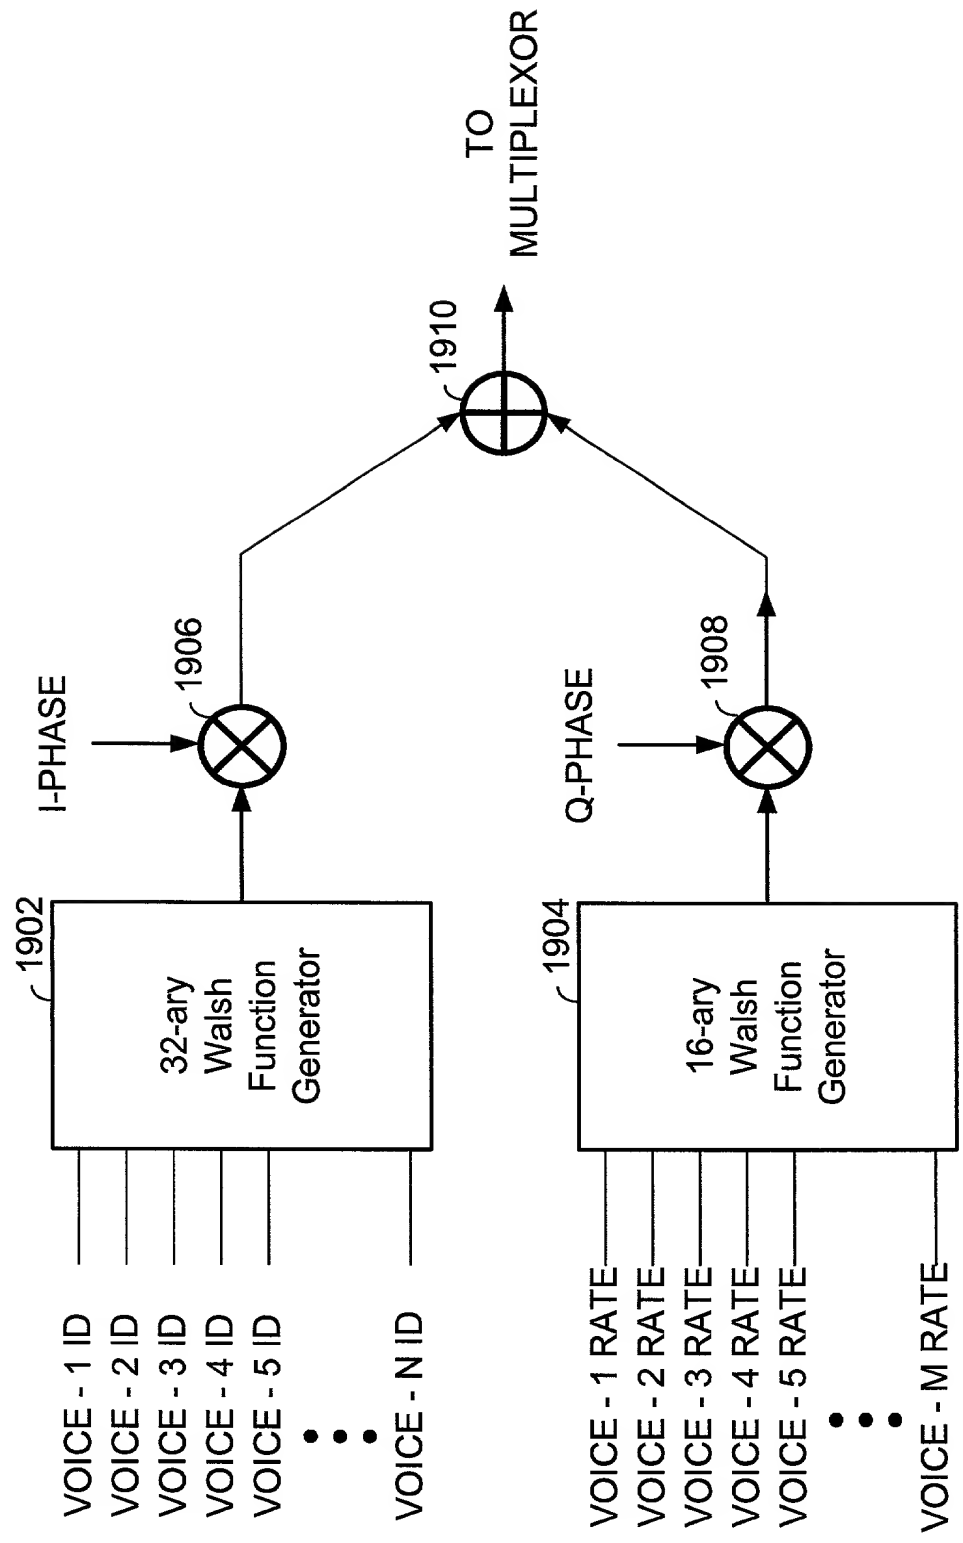 VOICE - 1 ID
VOICE - 2 ID
VOICE - 3 ID
VOICE - 4 ID
VOICE - 5 ID
VOICE - N ID
1902
32-ary
Walsh
Function
Generator
I-PHASE
1906
VOICE - 1 RATE
VOICE - 2 RATE
VOICE - 3 RATE
VOICE - 4 RATE
VOICE - 5 RATE
VOICE - M RATE
1904
16-ary
Walsh
Function
Generator
Q-PHASE
1908
1910
TO
MULTIPLEXOR